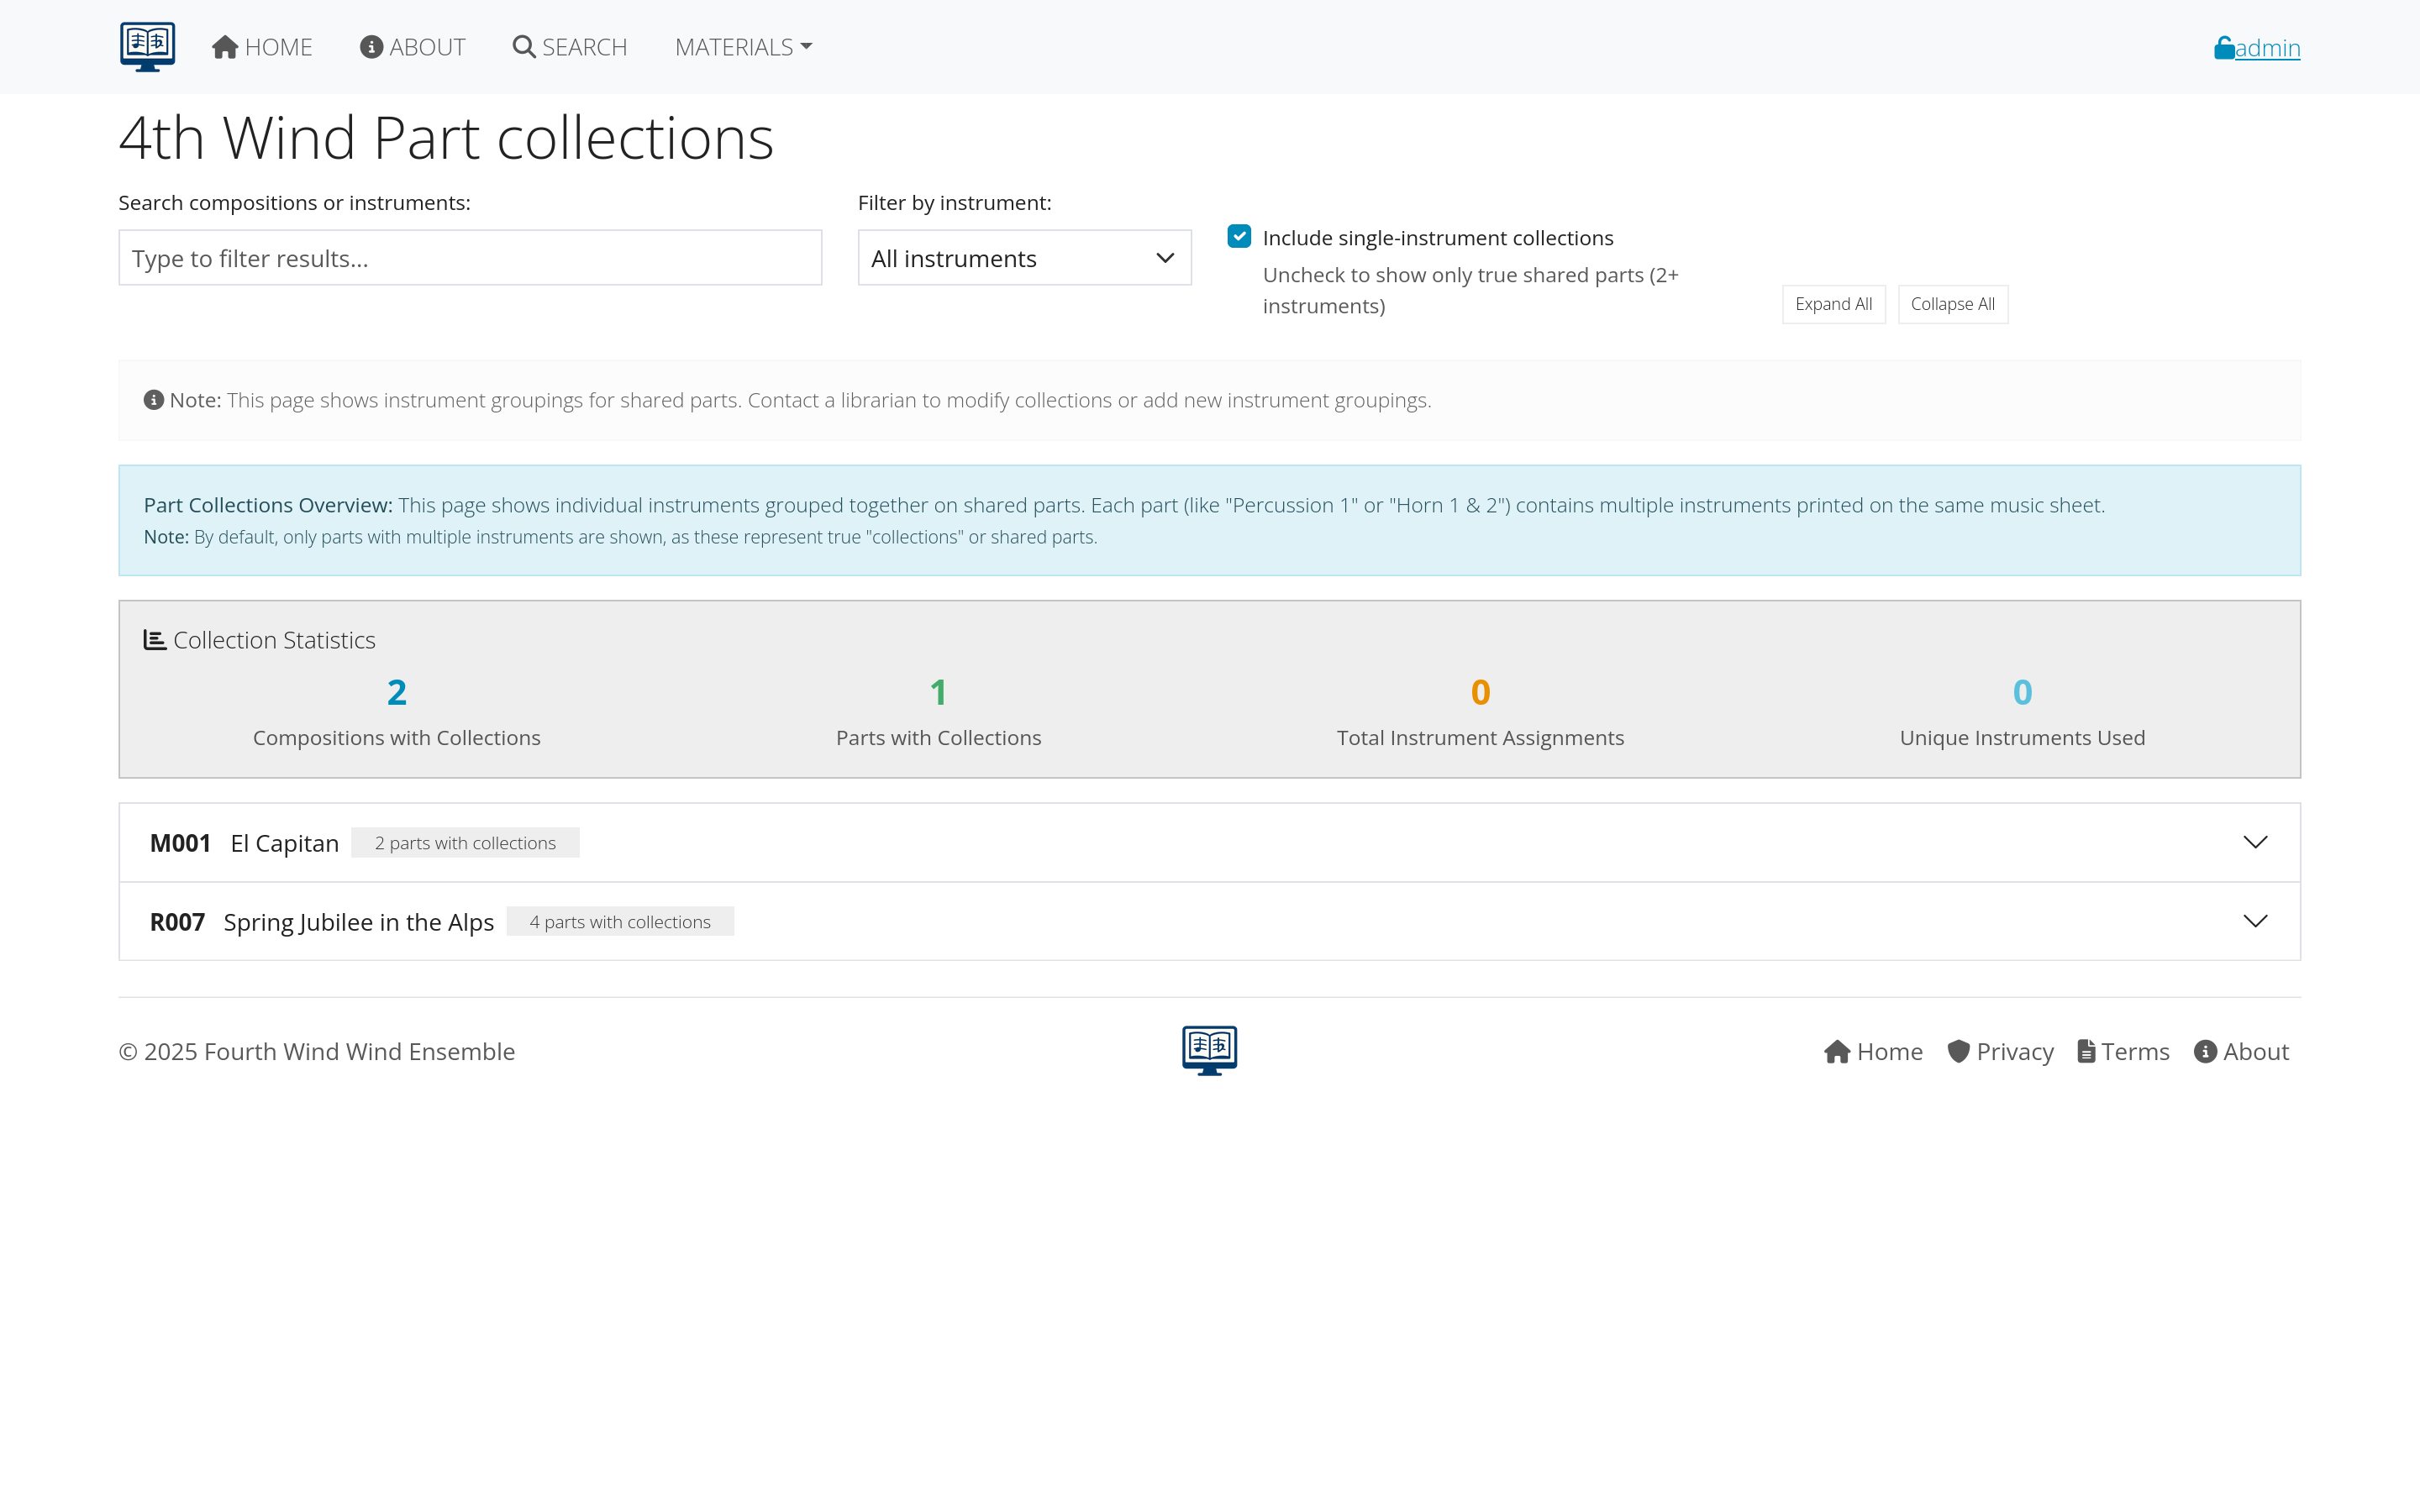 HOME ABOUT SEARCH MATERIALS admin
4th Wind Part collections
Search compositions or instruments:
Type to filter results...
Filter by instrument:
All instruments
Include single-instrument collections
Uncheck to show only true shared parts (2+
instruments)
Expand All Collapse All
Note: This page shows instrument groupings for shared parts. Contact a librarian to modify collections or add new instrument groupings.
Part Collections Overview: This page shows individual instruments grouped together on shared parts. Each part (like "Percussion 1" or "Horn 1 & 2") contains multiple instruments printed on the same music sheet.
Note: By default, only parts with multiple instruments are shown, as these represent true "collections" or shared parts.
Collection Statistics
2 1 0 0
Compositions with Collections Parts with Collections Total Instrument Assignments Unique Instruments Used
M001 El Capitan 2 parts with collections
R007 Spring Jubilee in the Alps 4 parts with collections
© 2025 Fourth Wind Wind Ensemble Home Privacy Terms About